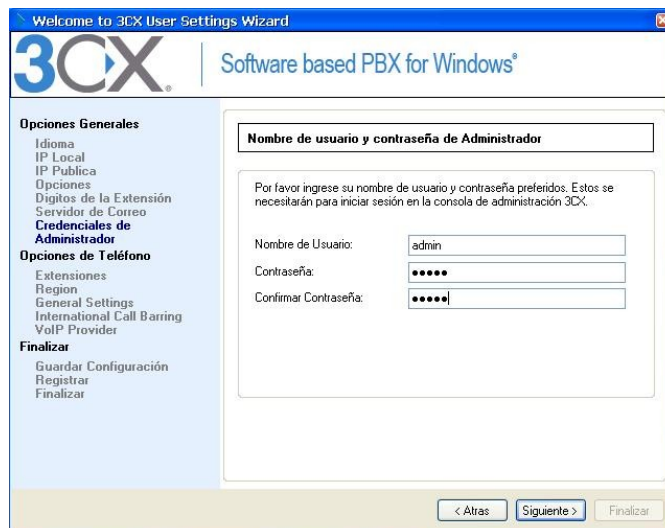 Welcome to 3CX User Settings Wizard
3CX®
Software based PBX for Windows®
Opciones Generales
Idioma
IP Local
IP Publica
Opciones
Digitos de la Extensión
Servidor de Correo
Credenciales de
Administrador
Opciones de Teléfono
Extensiones
Region
General Settings
International Call Barring
VoIP Provider
Finalizar
Guardar Configuración
Registrar
Finalizar
Nombre de usuario y contraseña de Administrador
Por favor ingrese su nombre de usuario y contraseña preferidos. Estos se
necesitarán para iniciar sesión en la consola de administración 3CX.
Nombre de Usuario: admin
Contraseña: •••••
Confirmar Contraseña: •••••
< Atras Siguiente > Finalizar